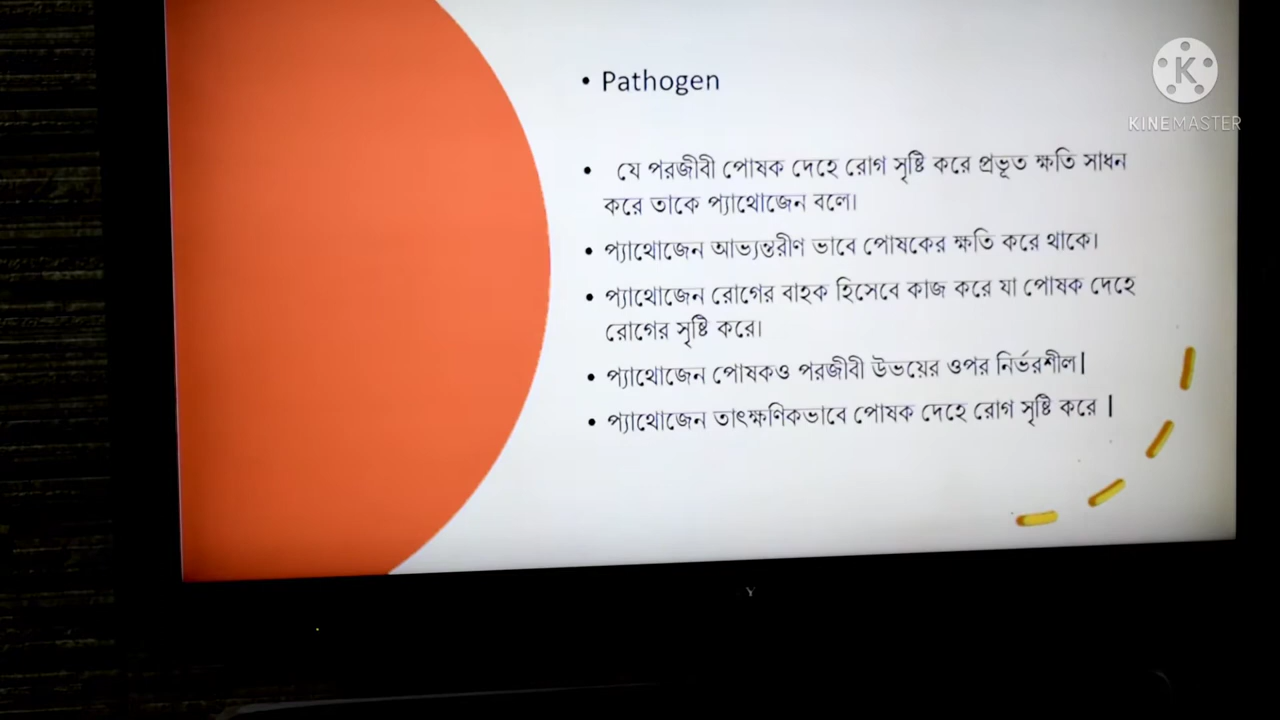 • Pathogen
KINEMASTER
• যে পরজীবী পোষক দেহে রোগ সৃষ্টি করে প্রভূত ক্ষতি সাধন
করে তাকে প্যাথোজেন বলে।
• প্যাথোজেন আভ্যন্তরীণ ভাবে পোষকের ক্ষতি করে থাকে।
• প্যাথোজেন রোগের বাহক হিসেবে কাজ করে যা পোষক দেহে
রোগের সৃষ্টি করে।
• প্যাথোজেন পোষকও পরজীবী উভয়ের ওপর নির্ভরশীল|
• প্যাথোজেন তাৎক্ষণিকভাবে পোষক দেহে রোগ সৃষ্টি করে |